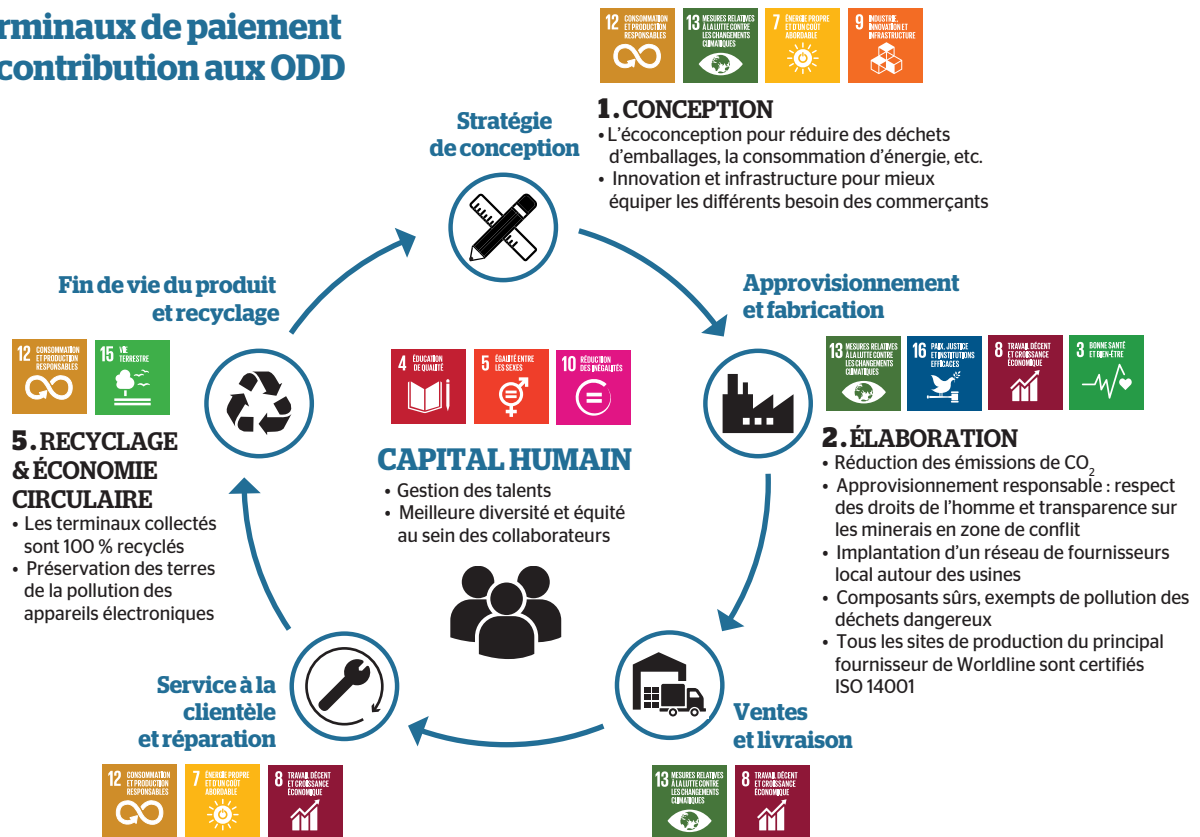 rminaux de paiement
contribution aux ODD
12 CONSOMMATION
ET PRODUCTION
RESPONSABLES
13 MESURES RELATIVES
À LA LUTTE CONTRE
LES CHANGEMENTS
CLIMATIQUES
7 ÉNERGIE PROPRE
ET D'UN COÛT
ABORDABLE
9 INDUSTRIE,
INNOVATION ET
INFRASTRUCTURE
1. CONCEPTION
• L'écoconception pour réduire des déchets
d'emballages, la consommation d'énergie, etc.
• Innovation et infrastructure pour mieux
équiper les différents besoin des commerçants
Stratégie
de conception
Fin de vie du produit
et recyclage
Approvisionnement
et fabrication
12 CONSOMMATION
ET PRODUCTION
RESPONSABLES
15 VIE
TERRESTRE
4 ÉDUCATION
DE QUALITÉ
5 ÉGALITÉ ENTRE
LES SEXES
10 RÉDUCTION
DES INÉGALITÉS
13 MESURES RELATIVES
À LA LUTTE CONTRE
LES CHANGEMENTS
CLIMATIQUES
16 PAIX, JUSTICE
ET INSTITUTIONS
EFFICACES
8 TRAVAIL DÉCENT
ET CROISSANCE
ÉCONOMIQUE
3 BONNE SANTÉ
ET BIEN-ÊTRE
5. RECYCLAGE
& ÉCONOMIE
CIRCULAIRE
• Les terminaux collectés
sont 100 % recyclés
• Préservation des terres
de la pollution des
appareils électroniques
CAPITAL HUMAIN
• Gestion des talents
• Meilleure diversité et équité
au sein des collaborateurs
2. ÉLABORATION
• Réduction des émissions de CO2
• Approvisionnement responsable : respect
des droits de l'homme et transparence sur
les minerais en zone de conflit
• Implantation d'un réseau de fournisseurs
local autour des usines
• Composants sûrs, exempts de pollution des
déchets dangereux
• Tous les sites de production du principal
fournisseur de Worldline sont certifiés
ISO 14001
Service à la
clientèle
et réparation
Ventes
et livraison
12 CONSOMMATION
ET PRODUCTION
RESPONSABLES
7 ÉNERGIE PROPRE
ET D'UN COÛT
ABORDABLE
8 TRAVAIL DÉCENT
ET CROISSANCE
ÉCONOMIQUE
13 MESURES RELATIVES
À LA LUTTE CONTRE
LES CHANGEMENTS
CLIMATIQUES
8 TRAVAIL DÉCENT
ET CROISSANCE
ÉCONOMIQUE